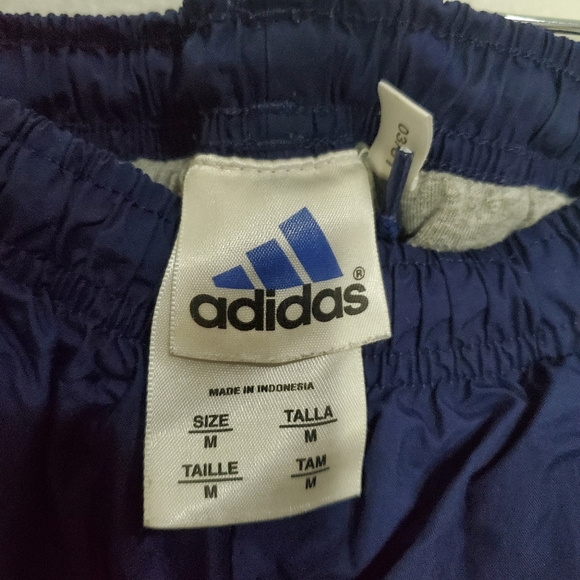 adidas®
MADE IN INDONESIA
SIZE TALLA
M M
TAILLE TAM
M M